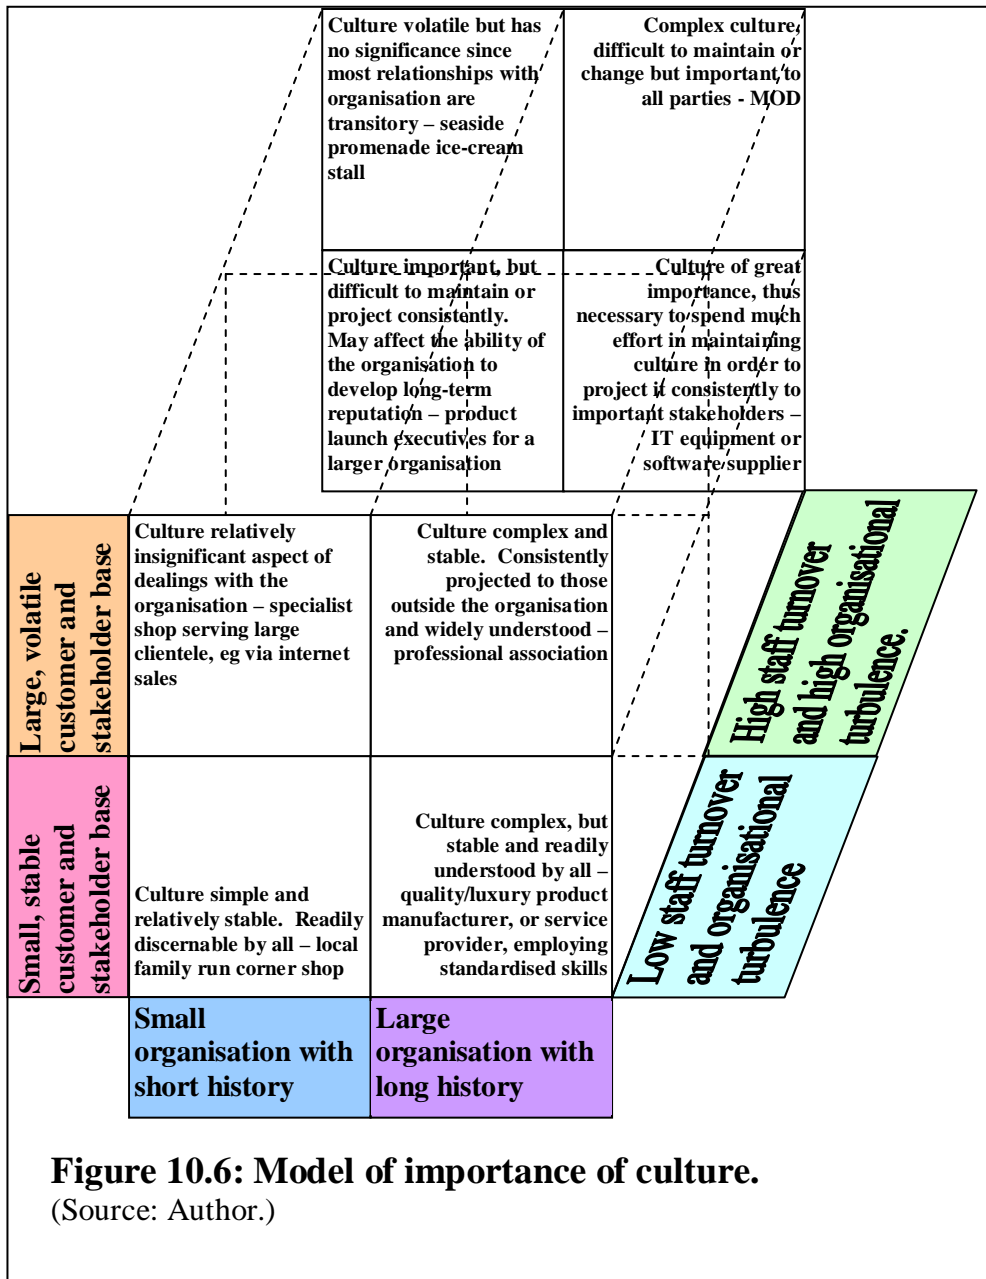 Culture volatile but has
no significance since
most relationships with
organisation are
transitory – seaside
promenade ice-cream
stall
Complex culture,
difficult to maintain or
change but important to
all parties - MOD
Culture important, but
difficult to maintain or
project consistently.
May affect the ability of
the organisation to
develop long-term
reputation – product
launch executives for a
larger organisation
Culture of great
importance, thus
necessary to spend much
effort in maintaining
culture in order to
project it consistently to
important stakeholders –
IT equipment or
software supplier
Large, volatile
customer and
stakeholder base
Culture relatively
insignificant aspect of
dealings with the
organisation – specialist
shop serving large
clientele, eg via internet
sales
Culture complex and
stable.  Consistently
projected to those
outside the organisation
and widely understood –
professional association
High staff turnover
and high organisational
turbulence.
Small, stable
customer and
stakeholder base
Culture simple and
relatively stable.  Readily
discernable by all – local
family run corner shop
Culture complex, but
stable and readily
understood by all –
quality/luxury product
manufacturer, or service
provider, employing
standardised skills
Low staff turnover
and organisational
turbulence
Small
organisation with
short history
Large
organisation with
long history
Figure 10.6: Model of importance of culture.
(Source: Author.)